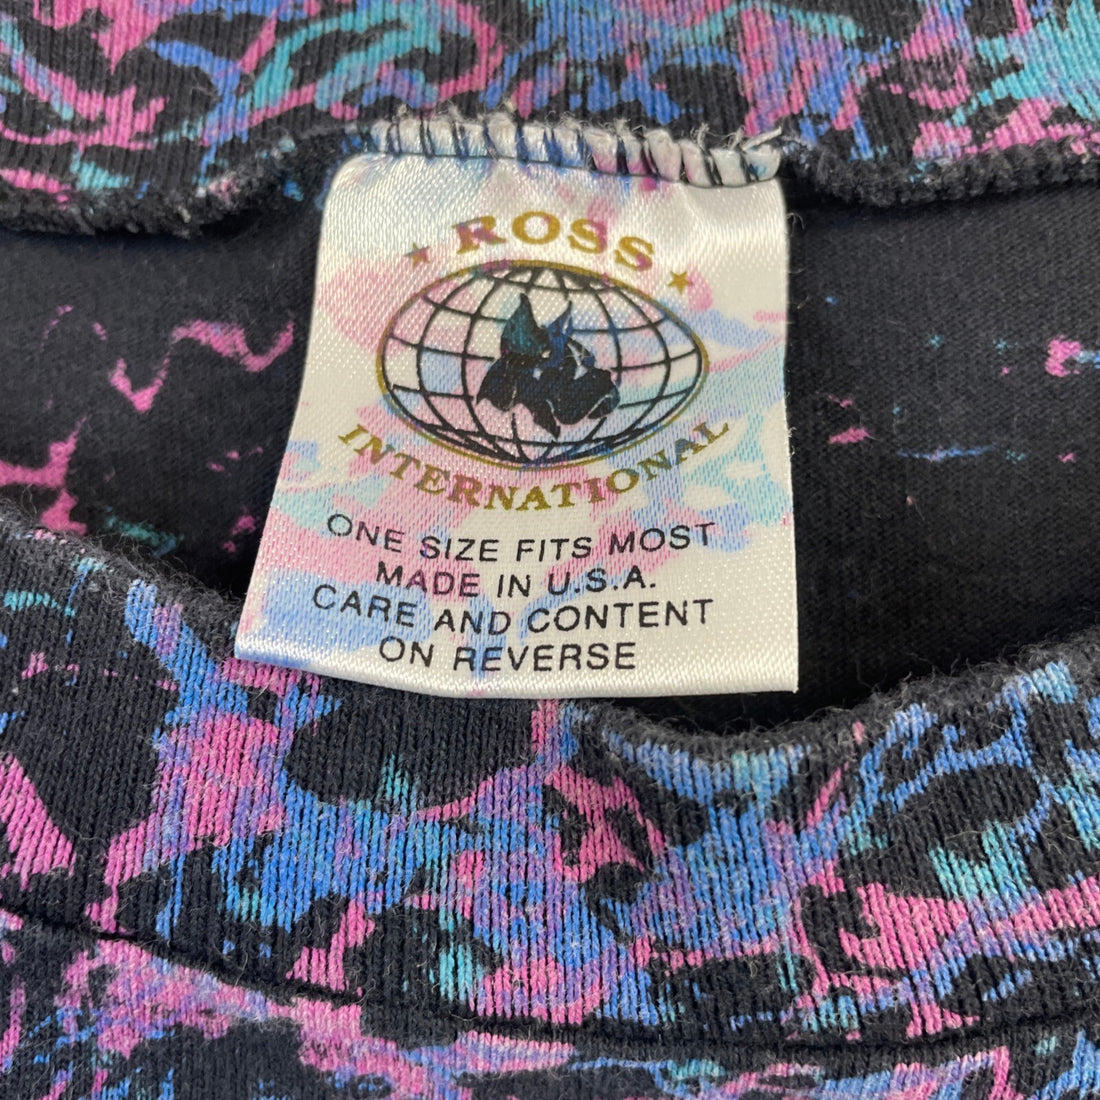 ROSS
INTERNATIONAL
ONE SIZE FITS MOST
MADE IN U.S.A.
CARE AND CONTENT
ON REVERSE